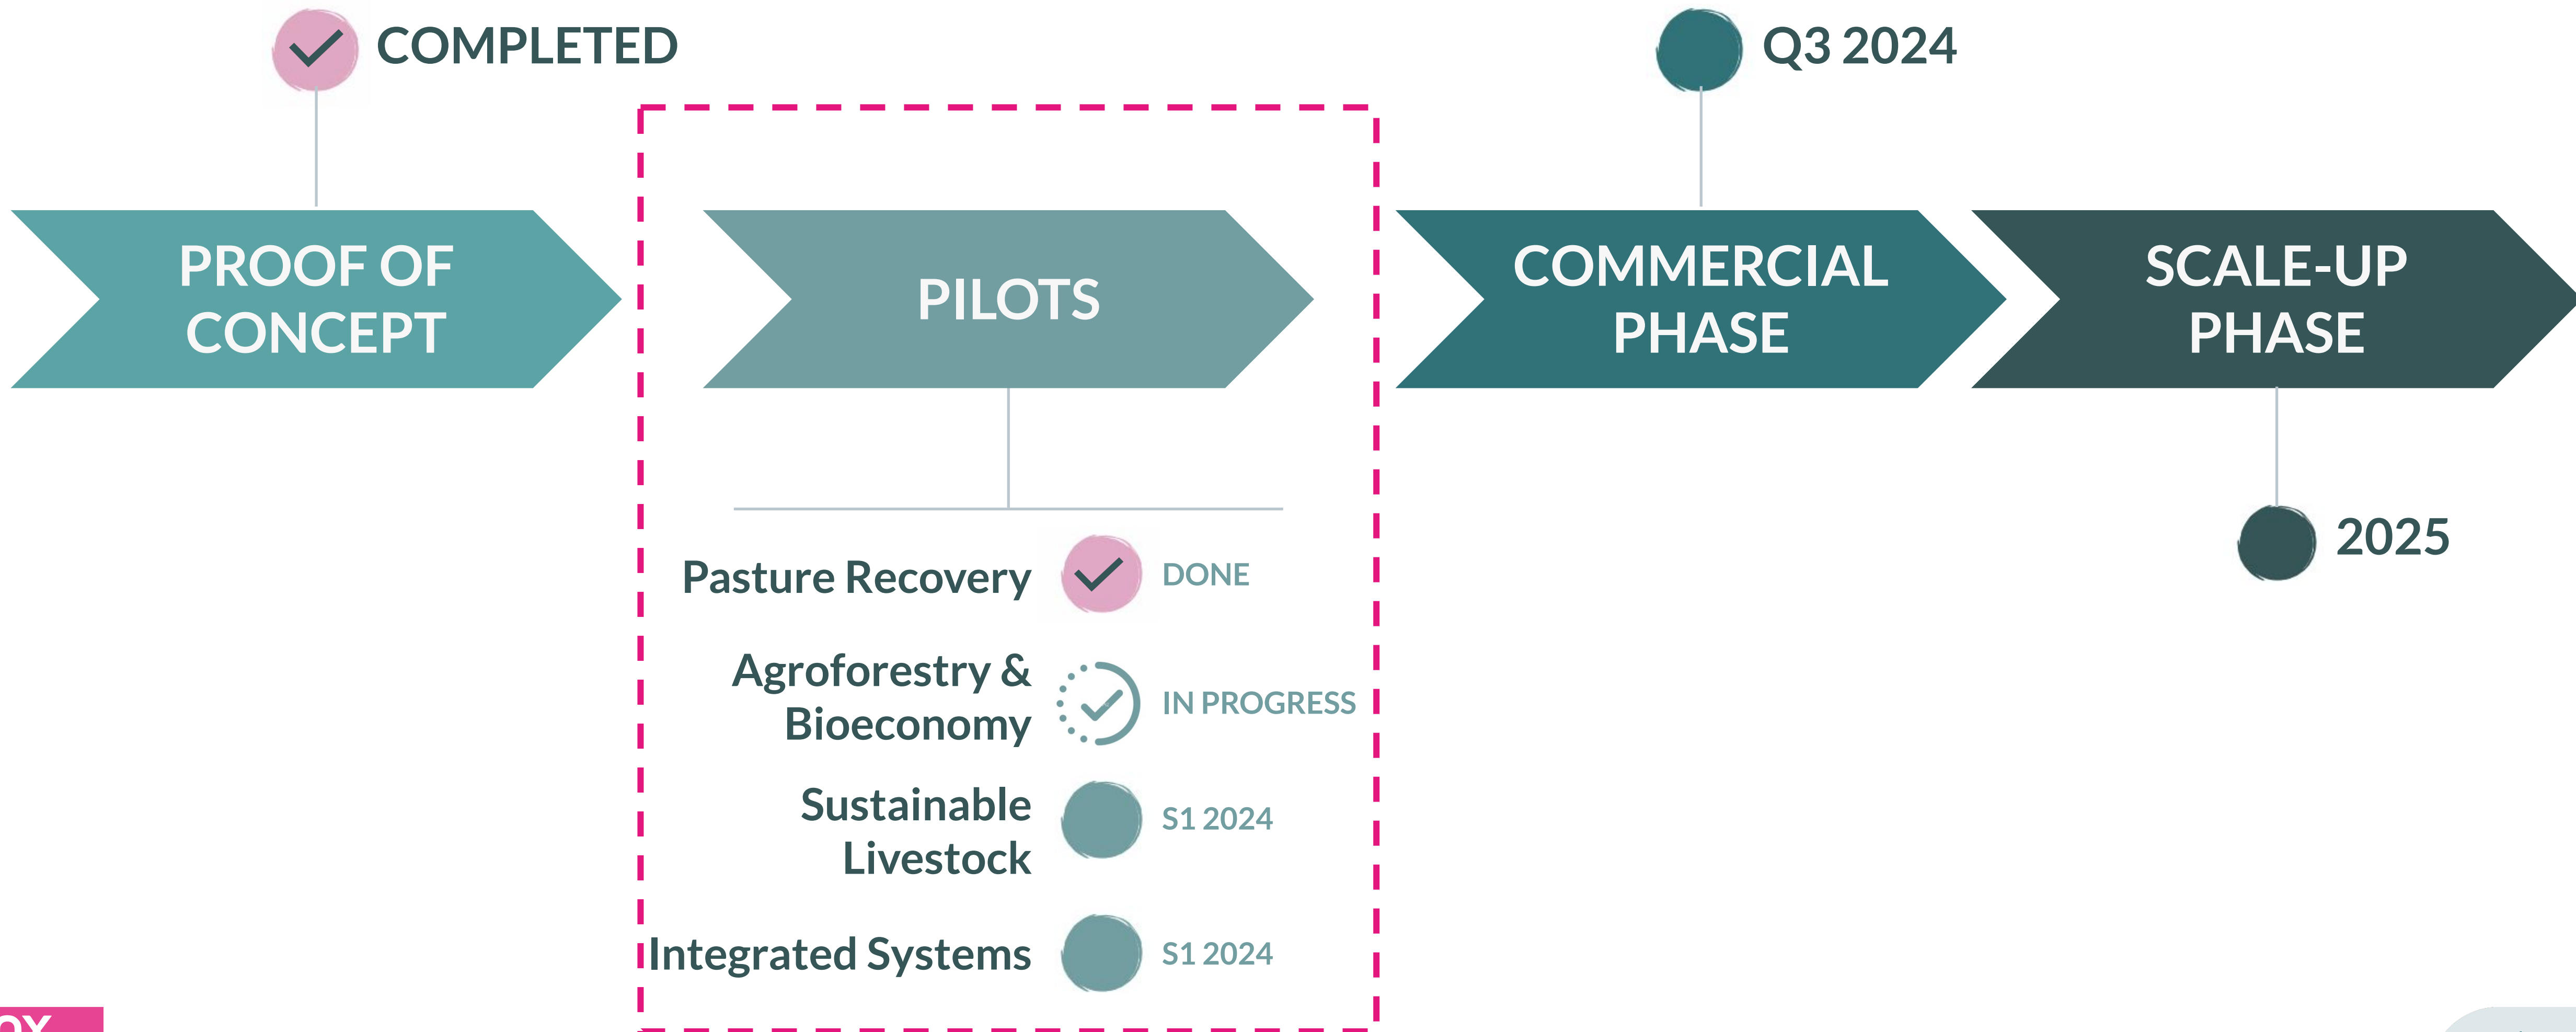 COMPLETED
Q3 2024
PROOF OF
CONCEPT
PILOTS
COMMERCIAL
PHASE
SCALE-UP
PHASE
2025
Pasture Recovery
DONE
Agroforestry &
Bioeconomy
IN PROGRESS
Sustainable
Livestock
S1 2024
Integrated Systems
S1 2024